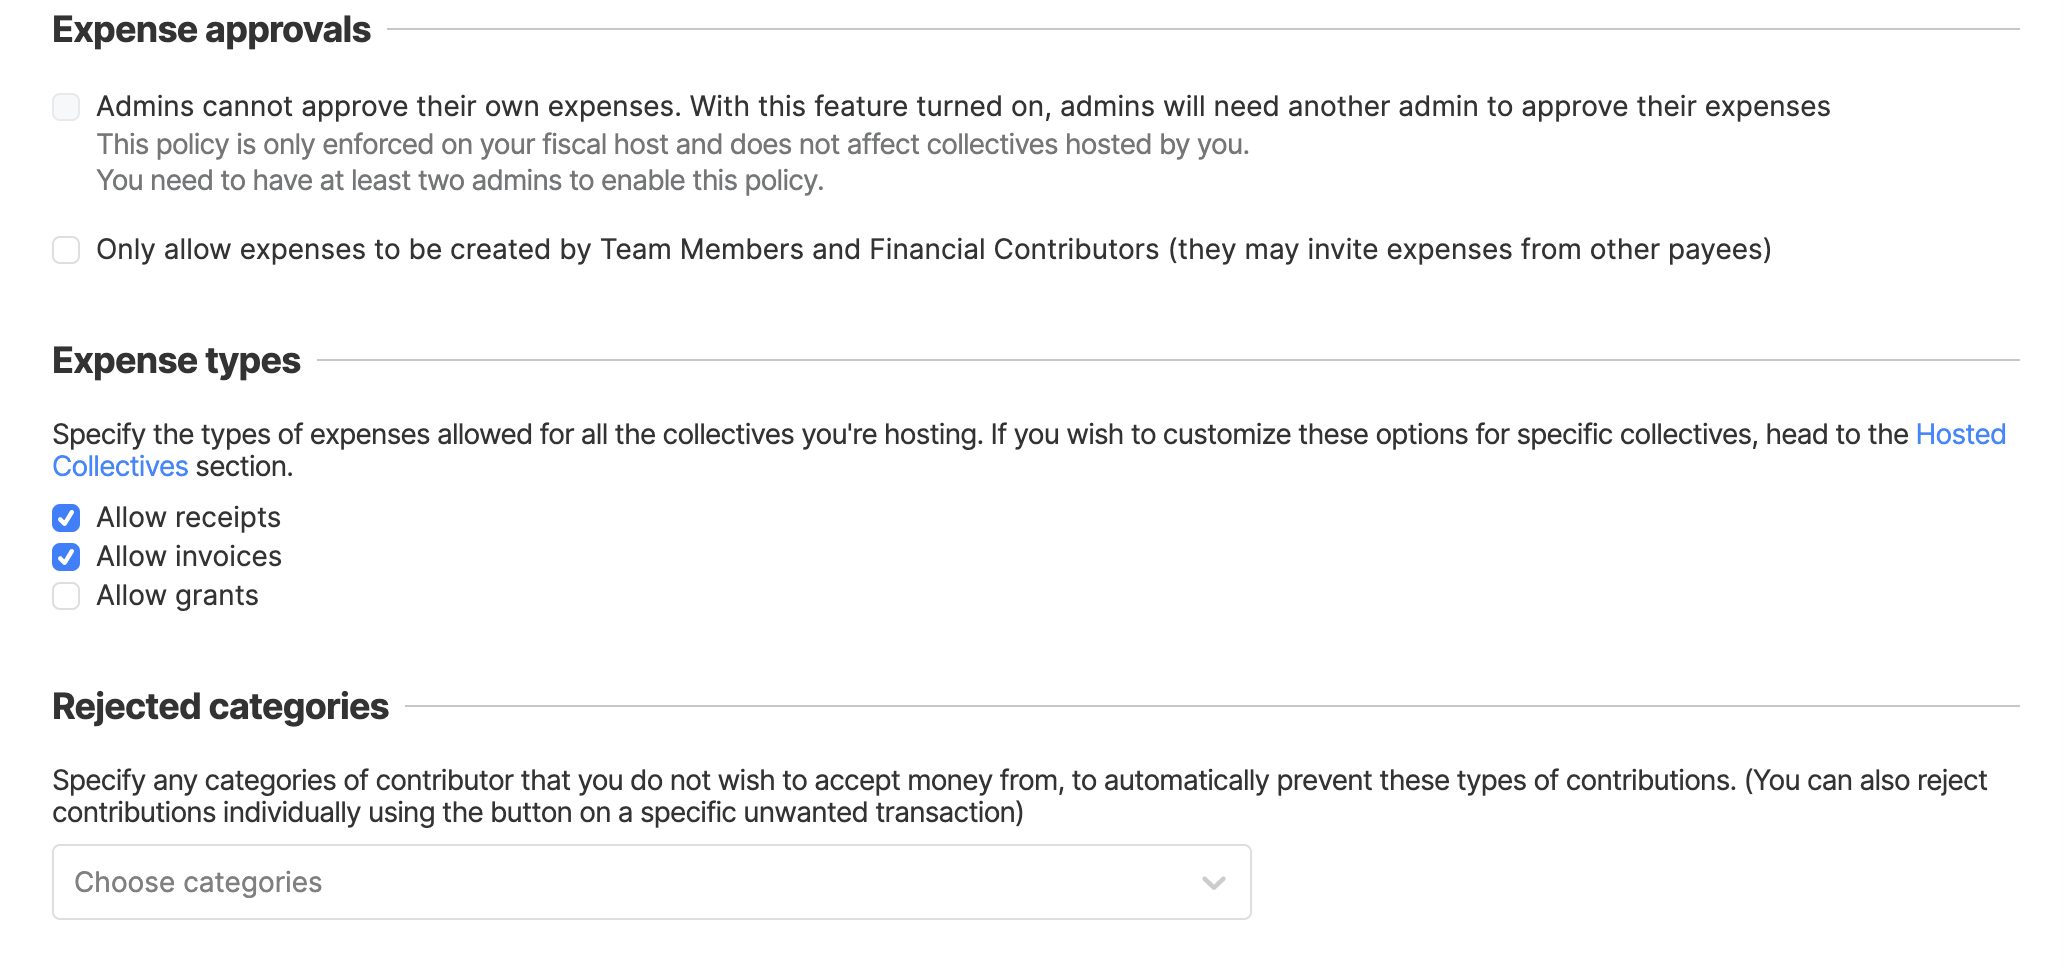 Expense approvals
Admins cannot approve their own expenses. With this feature turned on, admins will need another admin to approve their expenses
This policy is only enforced on your fiscal host and does not affect collectives hosted by you.
You need to have at least two admins to enable this policy.
Only allow expenses to be created by Team Members and Financial Contributors (they may invite expenses from other payees)
Expense types
Specify the types of expenses allowed for all the collectives you're hosting. If you wish to customize these options for specific collectives, head to the Hosted
Collectives section.
Allow receipts
Allow invoices
Allow grants
Rejected categories
Specify any categories of contributor that you do not wish to accept money from, to automatically prevent these types of contributions. (You can also reject
contributions individually using the button on a specific unwanted transaction)
Choose categories